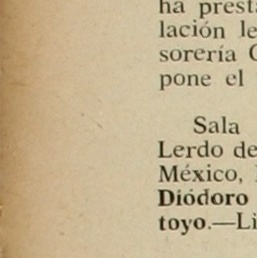 ha prest
lación le
sorería
pone el
Sala
Lerdo de
México,
Diódoro
toyo.—Li